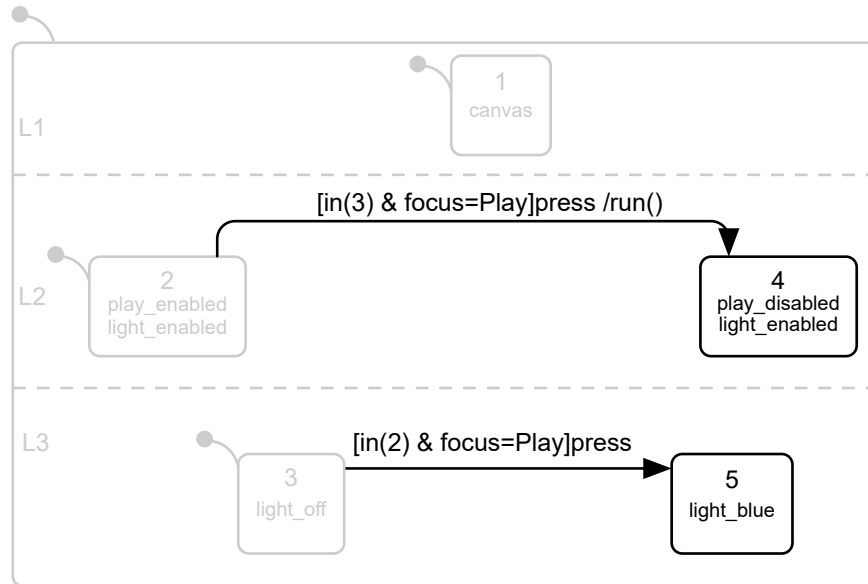 1
canvas
L1
[in(3) & focus=Play]press /run()
L2
2
play_enabled
light_enabled
4
play_disabled
light_enabled
L3
[in(2) & focus=Play]press
3
light_off
5
light_blue